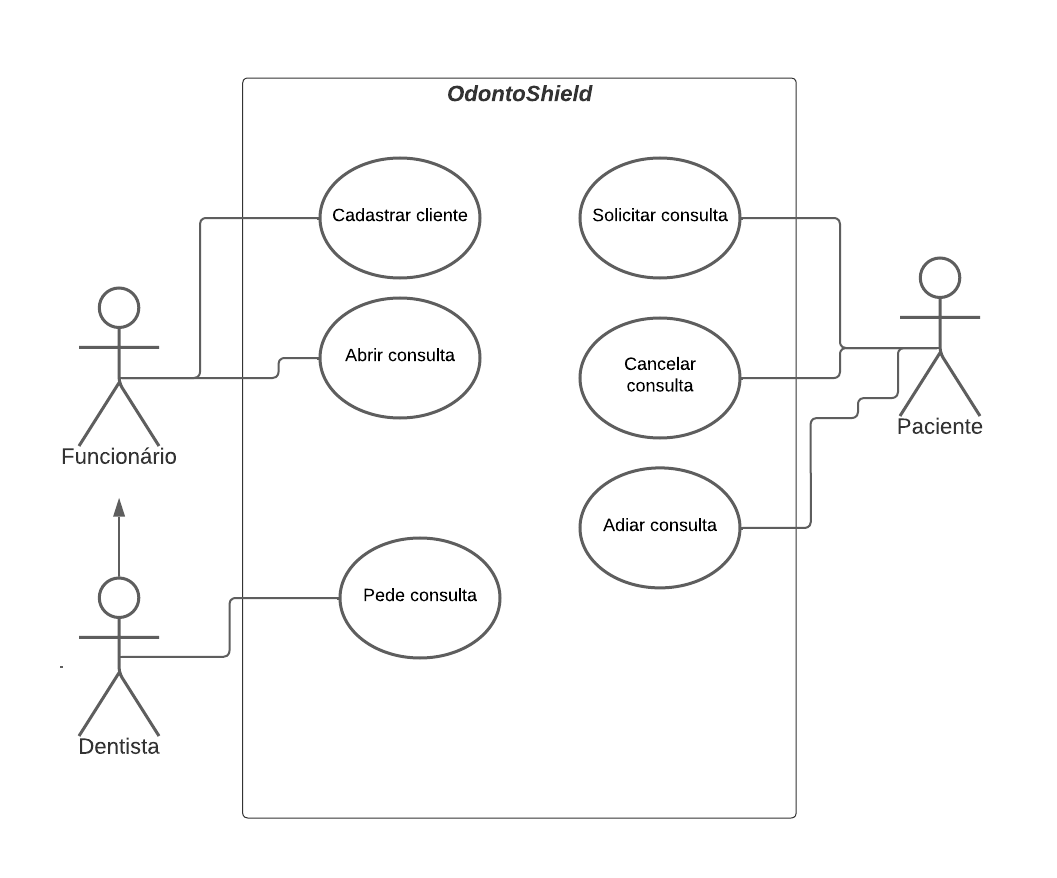 OdontoShield
Cadastrar cliente
Solicitar consulta
Abrir consulta
Cancelar
consulta
Paciente
Funcionário
Adiar consulta
Pede consulta
Dentista